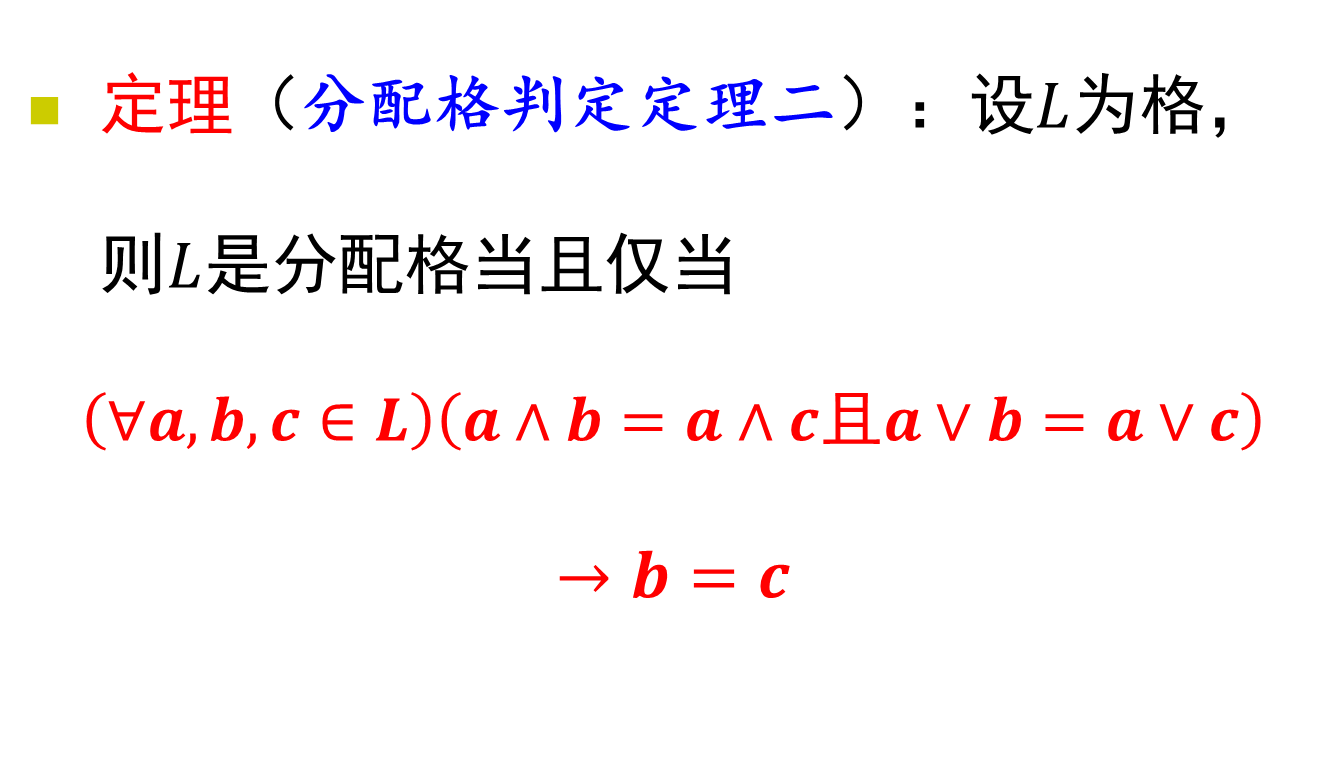 定理（分配格判定定理二）：设L为格，
则L是分配格当且仅当
(∀a, b, c ∈ L)(a ∧ b = a ∧ c且a ∨ b = a ∨ c)
→ b = c